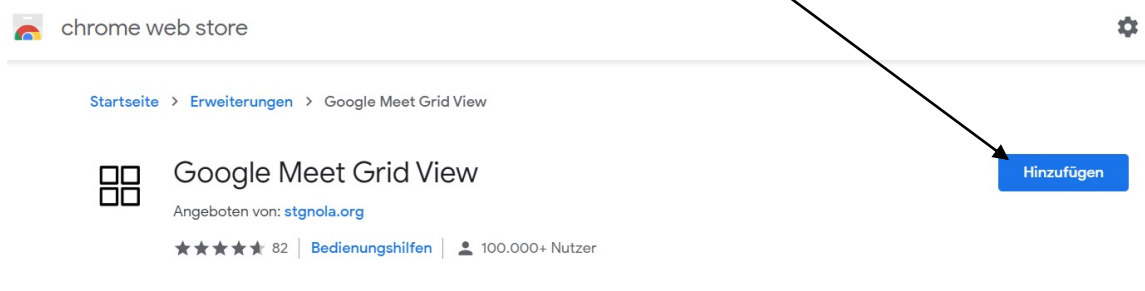 chrome web store
Startseite > Erweiterungen > Google Meet Grid View
Google Meet Grid View
Hinzufügen
Angeboten von: stgnola.org
82 | Bedienungshilfen | 100.000+ Nutzer